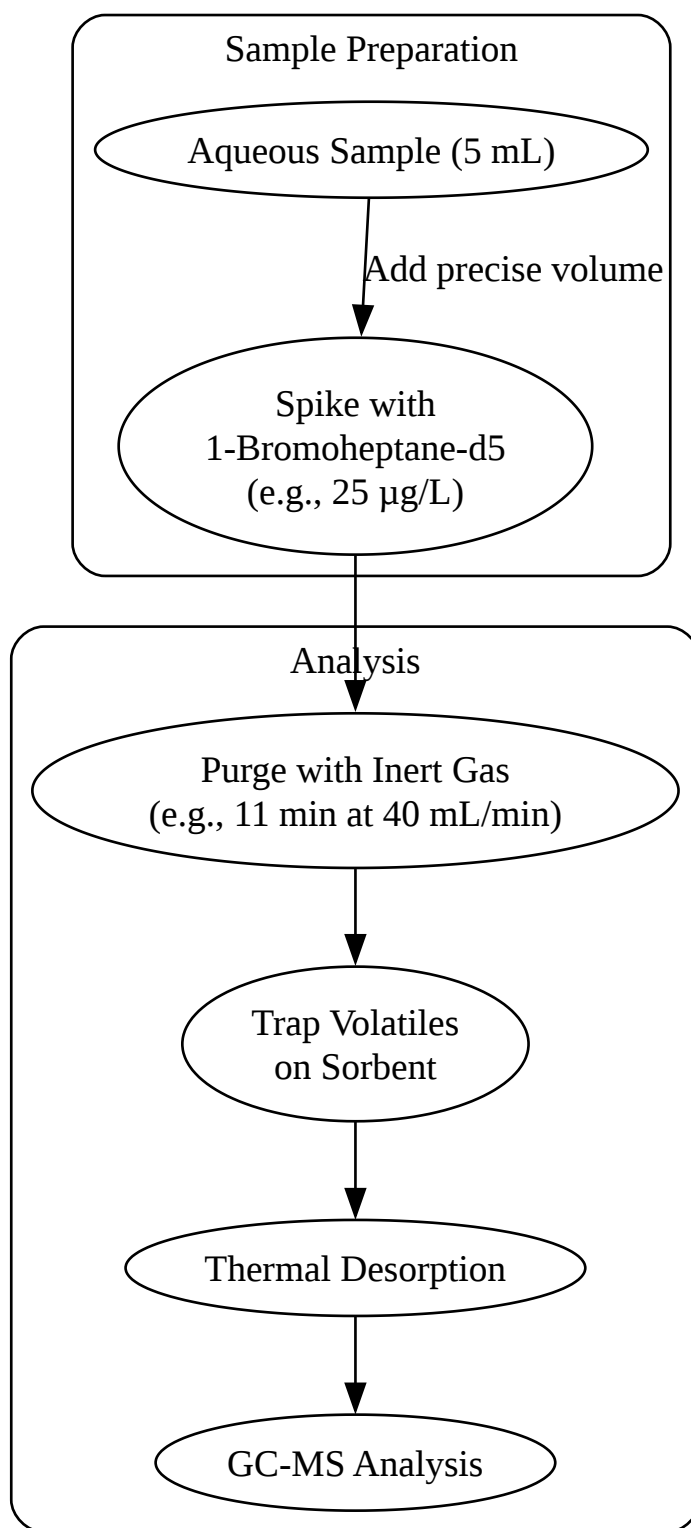 Sample Preparation
Aqueous Sample (5 mL)
Add precise volume
Spike with
1-Bromoheptane-d5
(e.g., 25 µg/L)
Analysis
Purge with Inert Gas
(e.g., 11 min at 40 mL/min)
Trap Volatiles
on Sorbent
Thermal Desorption
GC-MS Analysis